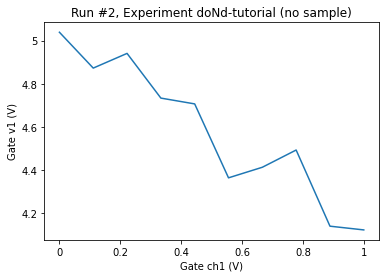 Run #2, Experiment doNd-tutorial (no sample)
Gate v1 (V)
5
4.8
4.6
4.4
4.2
0 0.2 0.4 0.6 0.8 1
Gate ch1 (V)